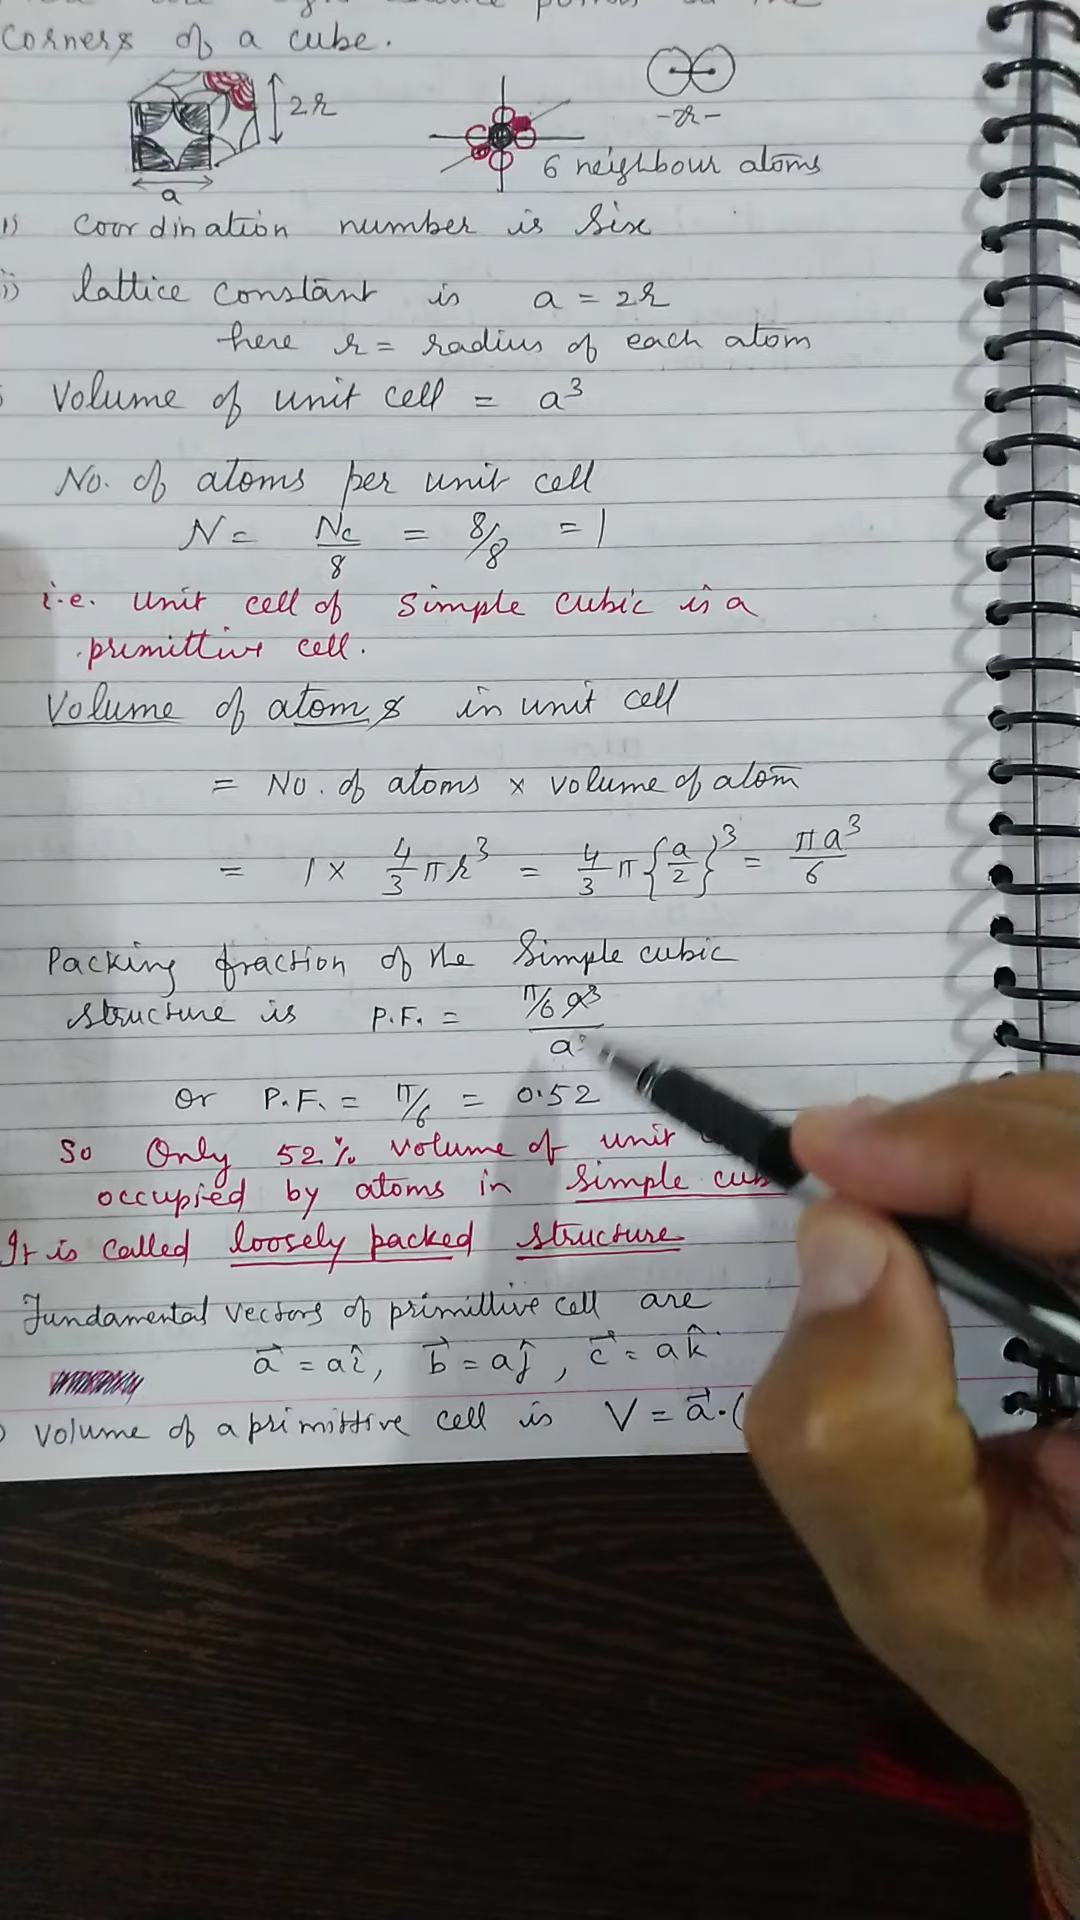 corners of a cube.
2r
-r-
a
6 neighbour atoms
i) Coordination number is Six
i) lattice constant is a = 2r
here r = radius of each atom
Volume of unit cell = a³
No. of atoms per unit cell
N = Nc/8 = 8/8 = 1
i.e. unit cell of Simple Cubic is a
primittive cell.
Volume of atoms in unit cell
= No. of atoms × volume of atom
= 1 × 4/3 πr³ = 4/3 π{a/2}³ = πa³/6
Packing fraction of the Simple cubic
structure is P.F. = π/6 a³ / a³
or P.F. = π/6 = 0.52
So Only 52% volume of unit
occupied by atoms in Simple cub
It is called loosely packed structure
Fundamental vectors of primittive cell are
a⃗ = aî, b⃗ = aĵ, c⃗ = ak̂.
) Volume of a primittive cell is V = a⃗·(